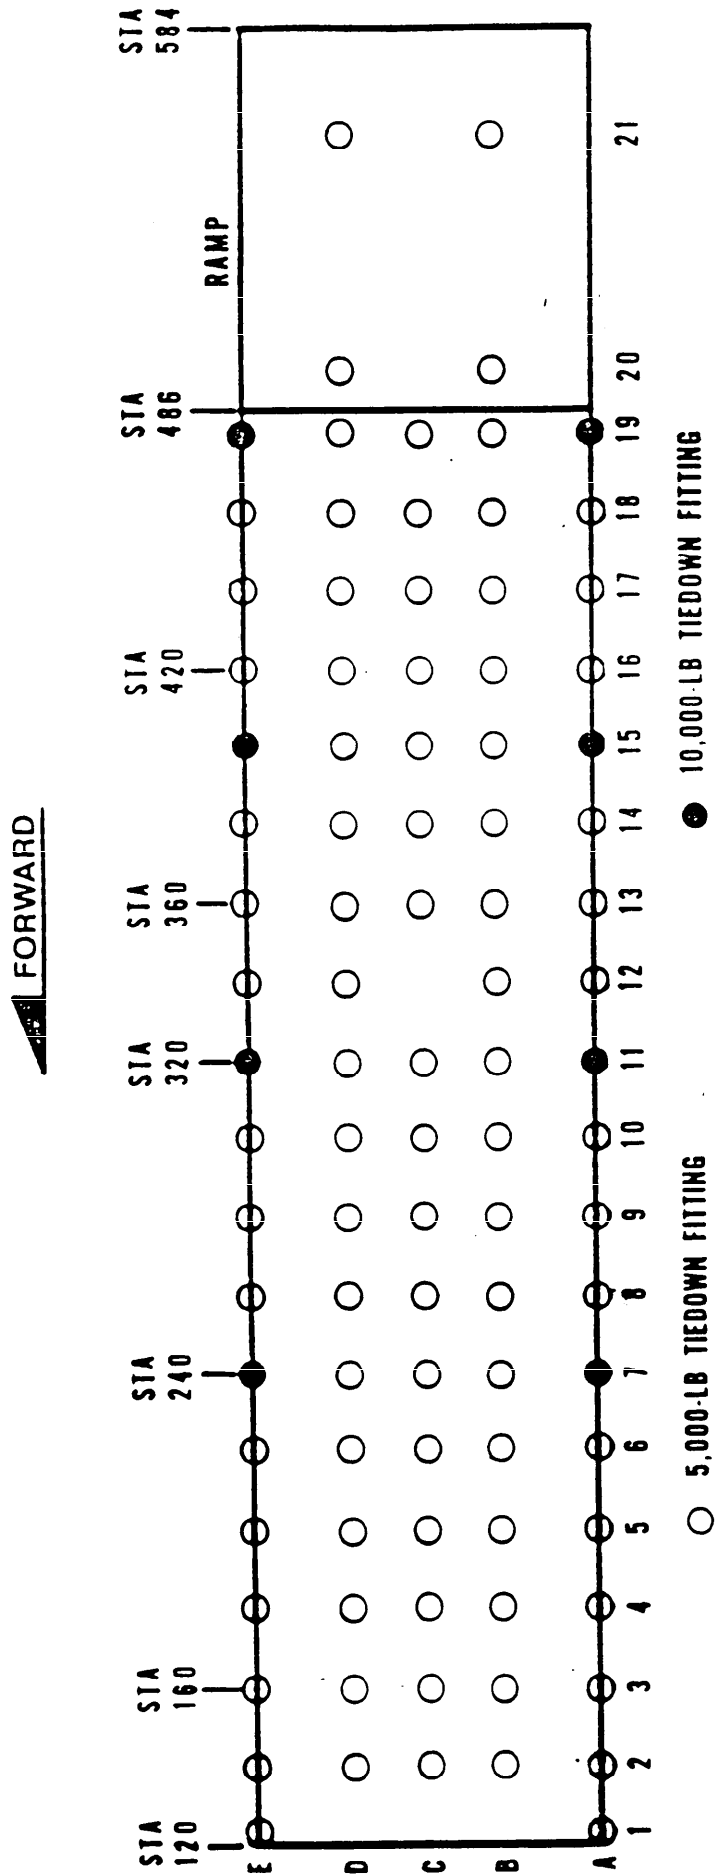 FORWARD
STA
120
STA
160
STA
240
STA
320
STA
360
STA
420
STA
486
STA
584
RAMP
E
D
C
B
A
1 2 3 4 5 6 7 8 9 10 11 12 13 14 15 16 17 18 19 20 21
5,000-LB TIEDOWN FITTING
10,000-LB TIEDOWN FITTING